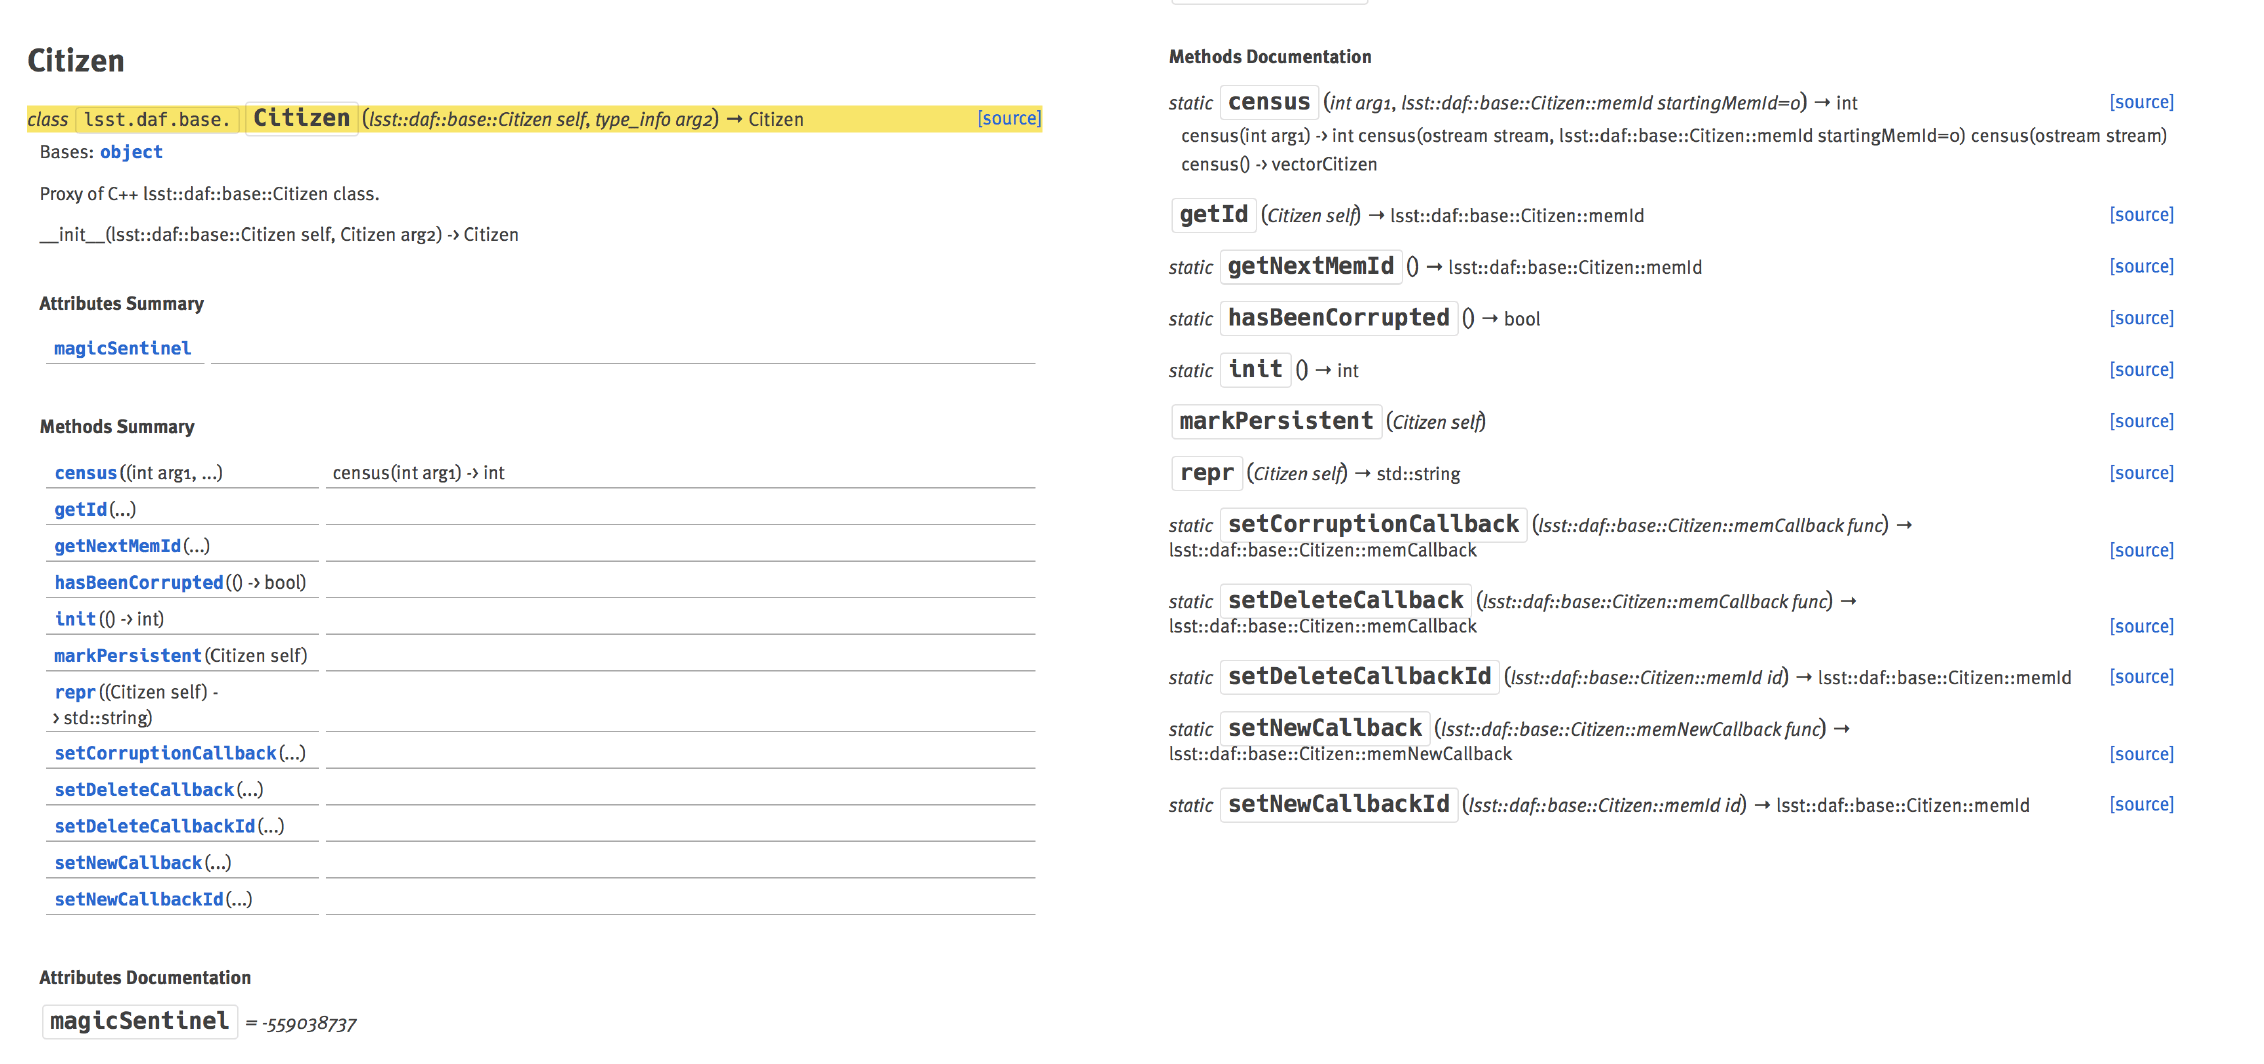 Citizen
class lsst.daf.base. Citizen (lsst::daf::base::Citizen self, type_info arg2) → Citizen [source]
Bases: object
Proxy of C++ lsst::daf::base::Citizen class.
__init__(lsst::daf::base::Citizen self, Citizen arg2) -> Citizen
Attributes Summary
magicSentinel
Methods Summary
census((int arg1, ...) census(int arg1) -> int
getId(...)
getNextMemId(...)
hasBeenCorrupted(() -> bool)
init(() -> int)
markPersistent(Citizen self)
repr((Citizen self) -
> std::string)
setCorruptionCallback(...)
setDeleteCallback(...)
setDeleteCallbackId(...)
setNewCallback(...)
setNewCallbackId(...)
Attributes Documentation
magicSentinel = -559038737
Methods Documentation
static census (int arg1, lsst::daf::base::Citizen::memId startingMemId=0) → int [source]
census(int arg1) -> int census(ostream stream, lsst::daf::base::Citizen::memId startingMemId=0) census(ostream stream)
census() -> vectorCitizen
getId (Citizen self) → lsst::daf::base::Citizen::memId [source]
static getNextMemId () → lsst::daf::base::Citizen::memId [source]
static hasBeenCorrupted () → bool [source]
static init () → int [source]
markPersistent (Citizen self) [source]
repr (Citizen self) → std::string [source]
static setCorruptionCallback (lsst::daf::base::Citizen::memCallback func) →
lsst::daf::base::Citizen::memCallback [source]
static setDeleteCallback (lsst::daf::base::Citizen::memCallback func) →
lsst::daf::base::Citizen::memCallback [source]
static setDeleteCallbackId (lsst::daf::base::Citizen::memId id) → lsst::daf::base::Citizen::memId [source]
static setNewCallback (lsst::daf::base::Citizen::memNewCallback func) →
lsst::daf::base::Citizen::memNewCallback [source]
static setNewCallbackId (lsst::daf::base::Citizen::memId id) → lsst::daf::base::Citizen::memId [source]